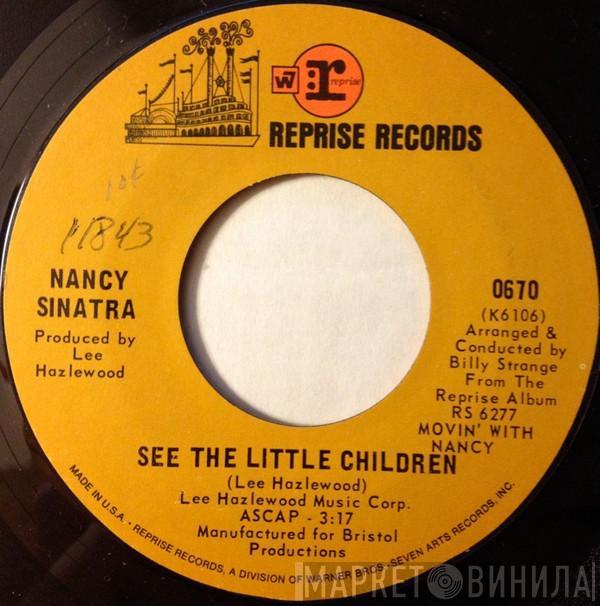 W7 r reprise
REPRISE RECORDS
10¢
11843
NANCY
SINATRA
Produced by
Lee
Hazlewood
0670
(K6106)
Arranged &
Conducted by
Billy Strange
From The
Reprise Album
RS 6277
MOVIN' WITH
NANCY
SEE THE LITTLE CHILDREN
(Lee Hazlewood)
Lee Hazlewood Music Corp.
ASCAP - 3:17
Manufactured for Bristol
Productions
MADE IN U.S.A. • REPRISE RECORDS, A DIVISION OF WARNER BROS.-SEVEN ARTS RECORDS, INC.
МАРКЕТ ВИНИЛА